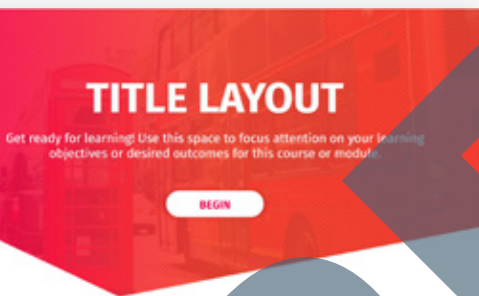 TITLE LAYOUT
Get ready for learning! Use this space to focus attention on your learning
objectives or desired outcomes for this course or module.
BEGIN